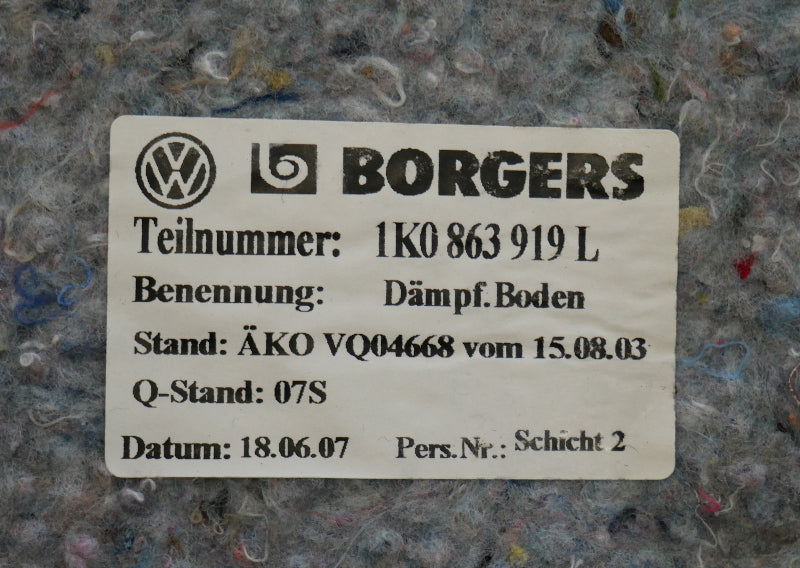 VW BORGERS
Teilnummer: 1K0 863 919 L
Benennung: Dämpf.Boden
Stand: ÄKO VQ04668 vom 15.08.03
Q-Stand: 07S
Datum: 18.06.07 Pers.Nr.: Schicht 2